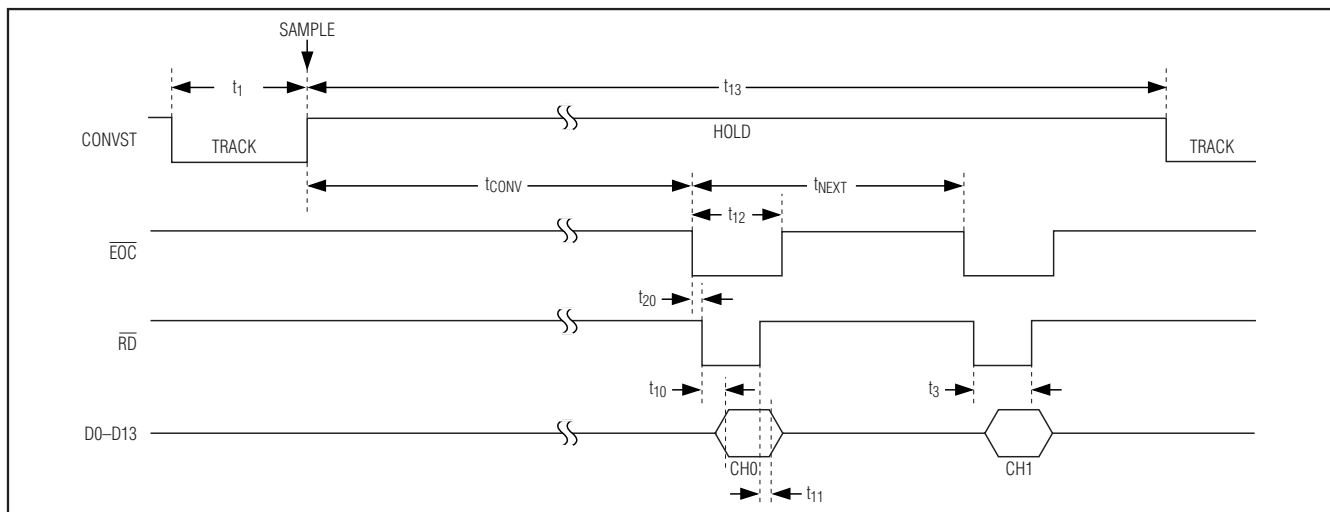 SAMPLE
t1
t13
CONVST
TRACK
HOLD
TRACK
tCONV
tNEXT
t12
EOC
t20
RD
t10
t3
D0–D13
CH0
CH1
t11